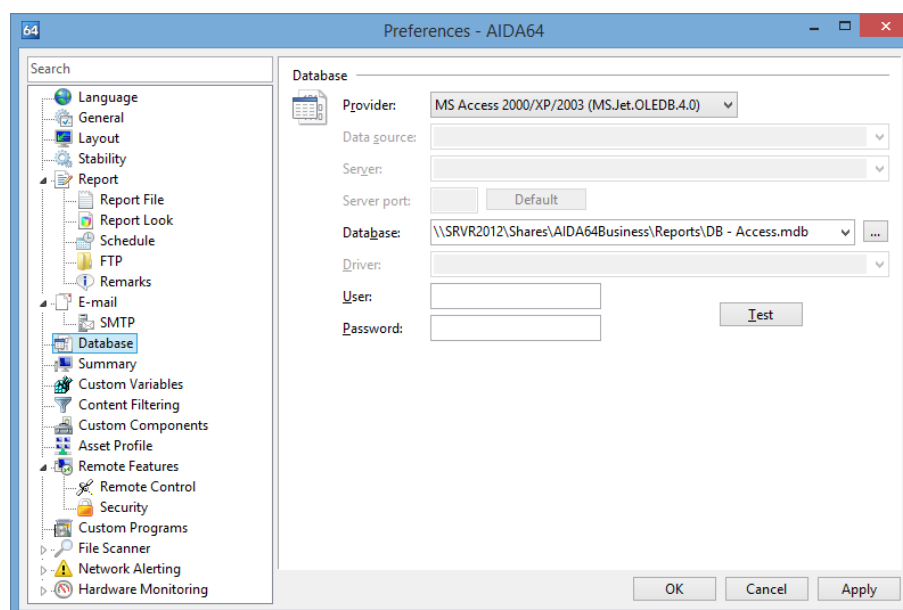 64
Preferences - AIDA64
Search
Language
General
Layout
Stability
Report
Report File
Report Look
Schedule
FTP
Remarks
E-mail
SMTP
Database
Summary
Custom Variables
Content Filtering
Custom Components
Asset Profile
Remote Features
Remote Control
Security
Custom Programs
File Scanner
Network Alerting
Hardware Monitoring
Database
Provider: MS Access 2000/XP/2003 (MS.Jet.OLEDB.4.0)
Data source:
Server:
Server port: Default
Database: \\SRVR2012\Shares\AIDA64Business\Reports\DB - Access.mdb ...
Driver:
User:
Password:
Test
OK Cancel Apply